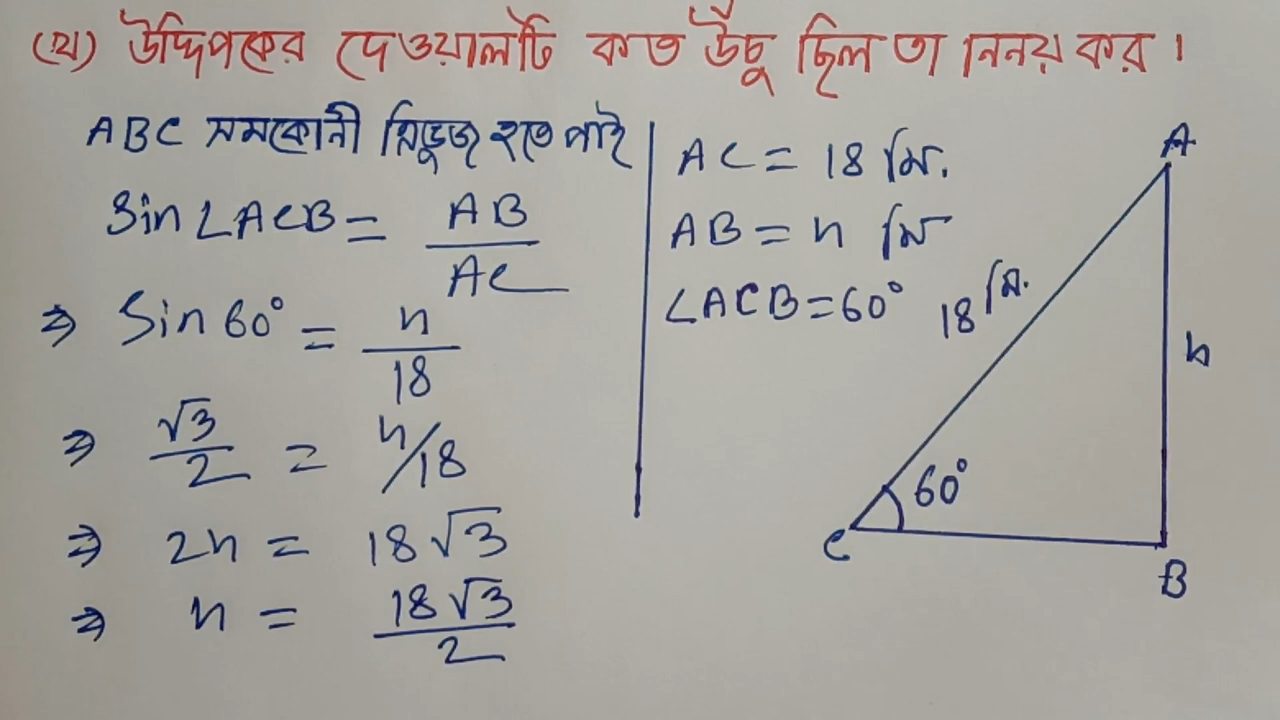 (খ) উদ্দিপকের দেওয়ালটি কত উঁচু ছিল তা নিনয় কর।
ABC সমকোনী ত্রিভুজ হতে পাই
Sin∠ACB = AB/AC
⇒ Sin 60° = h/18
⇒ √3/2 = h/18
⇒ 2h = 18√3
⇒ h = 18√3/2
AC = 18 মি.
AB = h মি
∠ACB = 60°
A
18 মি.
h
60°
C
B